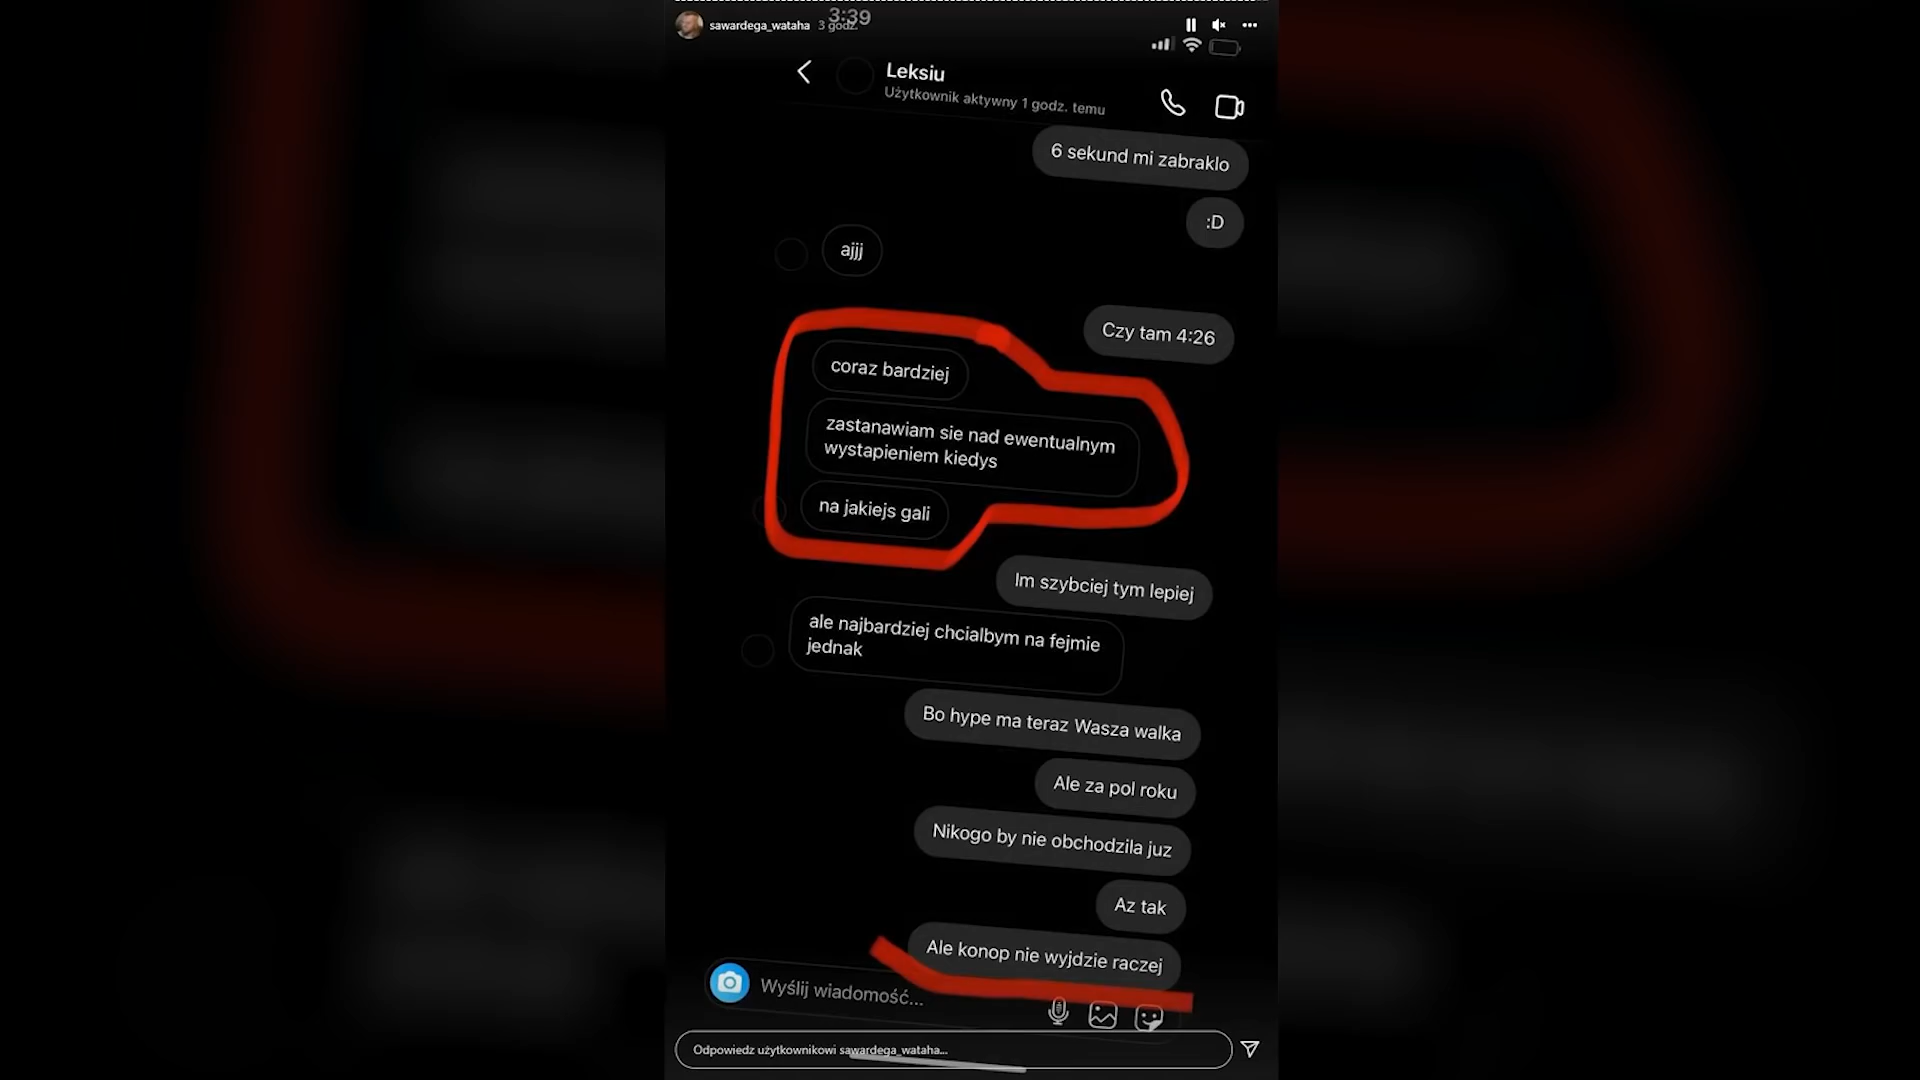 sawardega_wataha 3 godz.
3:39
Leksiu
Użytkownik aktywny 1 godz. temu
6 sekund mi zabraklo
:D
ajjj
Czy tam 4:26
coraz bardziej
zastanawiam sie nad ewentualnym
wystapieniem kiedys
na jakiejs gali
Im szybciej tym lepiej
ale najbardziej chcialbym na fejmie
jednak
Bo hype ma teraz Wasza walka
Ale za pol roku
Nikogo by nie obchodzila juz
Az tak
Ale konop nie wyjdzie raczej
Wyślij wiadomość...
Odpowiedz użytkownikowi sawardega_wataha...